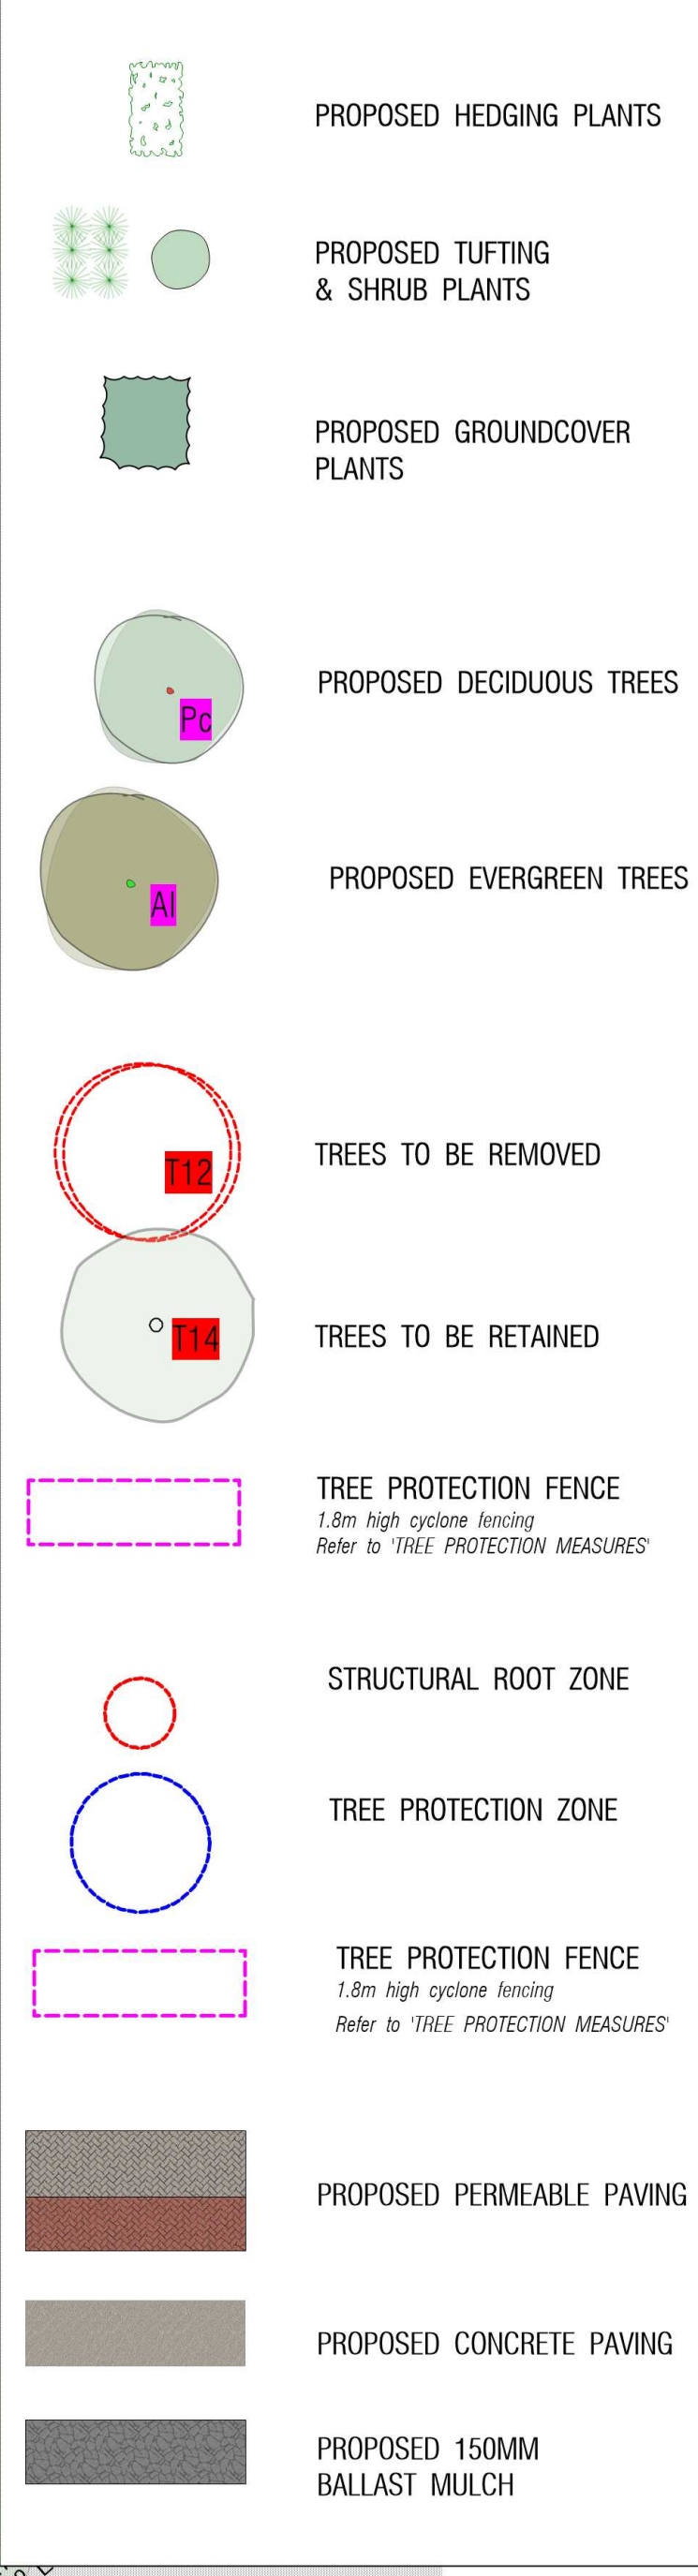 PROPOSED HEDGING PLANTS
PROPOSED TUFTING
& SHRUB PLANTS
PROPOSED GROUNDCOVER
PLANTS
PROPOSED DECIDUOUS TREES
Pc
PROPOSED EVERGREEN TREES
Al
TREES TO BE REMOVED
T12
TREES TO BE RETAINED
T14
TREE PROTECTION FENCE
1.8m high cyclone fencing
Refer to 'TREE PROTECTION MEASURES'
STRUCTURAL ROOT ZONE
TREE PROTECTION ZONE
TREE PROTECTION FENCE
1.8m high cyclone fencing
Refer to 'TREE PROTECTION MEASURES'
PROPOSED PERMEABLE PAVING
PROPOSED CONCRETE PAVING
PROPOSED 150MM
BALLAST MULCH